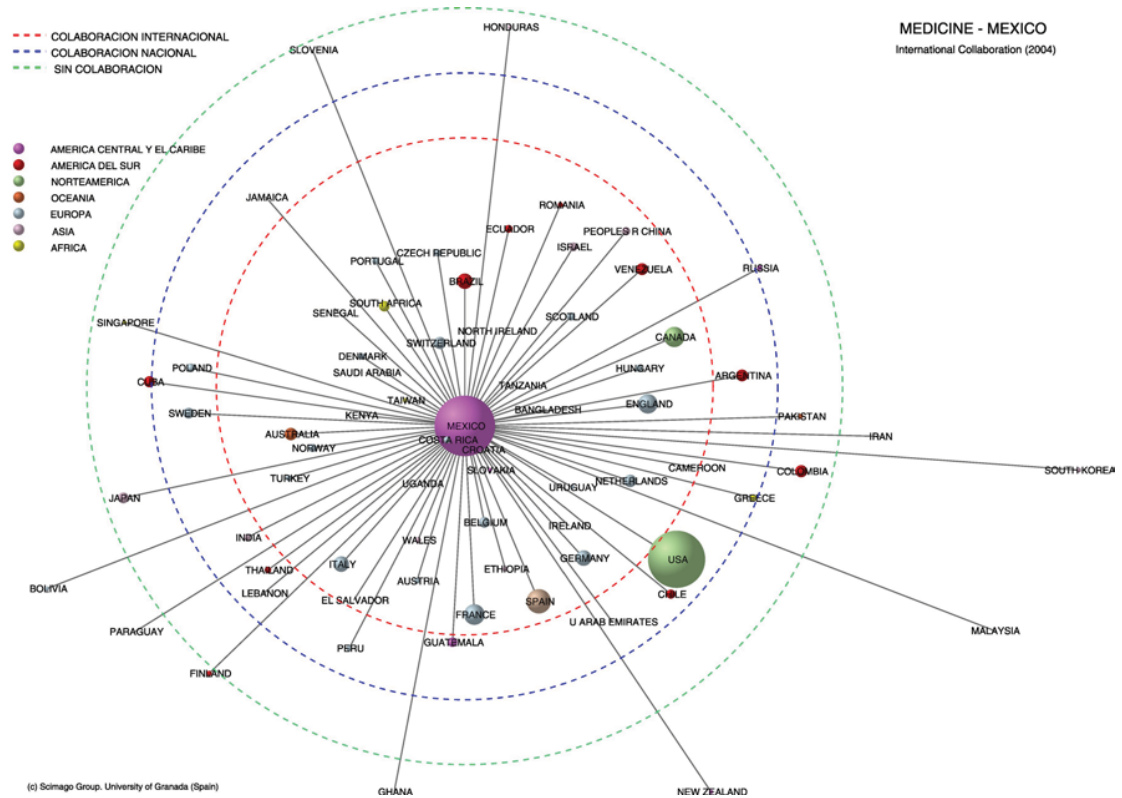 MEDICINE - MEXICO
International Collaboration (2004)
COLABORACION INTERNACIONAL
COLABORACION NACIONAL
SIN COLABORACION
AMERICA CENTRAL Y EL CARIBE
AMERICA DEL SUR
NORTEAMERICA
OCEANIA
EUROPA
ASIA
AFRICA
HONDURAS
SLOVENIA
JAMAICA
ROMANIA
ECUADOR
PEOPLES R CHINA
ISRAEL
CZECH REPUBLIC
PORTUGAL
VENEZUELA
RUSSIA
BRAZIL
SOUTH AFRICA
SENEGAL
SCOTLAND
SINGAPORE
NORTH IRELAND
CANADA
SWITZERLAND
DENMARK
POLAND
SAUDI ARABIA
HUNGARY
ARGENTINA
CUBA
TANZANIA
TAIWAN
ENGLAND
BANGLADESH
SWEDEN
KENYA
PAKISTAN
MEXICO
AUSTRALIA
IRAN
COSTA RICA
NORWAY
CROATIA
SLOVAKIA
CAMEROON
COLOMBIA
SOUTH KOREA
TURKEY
UGANDA
NETHERLANDS
URUGUAY
JAPAN
GREECE
BELGIUM
IRELAND
INDIA
WALES
GERMANY
USA
ITALY
THAILAND
ETHIOPIA
AUSTRIA
BOLIVIA
LEBANON
CHILE
EL SALVADOR
SPAIN
FRANCE
U ARAB EMIRATES
PARAGUAY
MALAYSIA
GUATEMALA
PERU
FINLAND
GHANA
NEW ZEALAND
(c) Scimago Group. University of Granada (Spain)